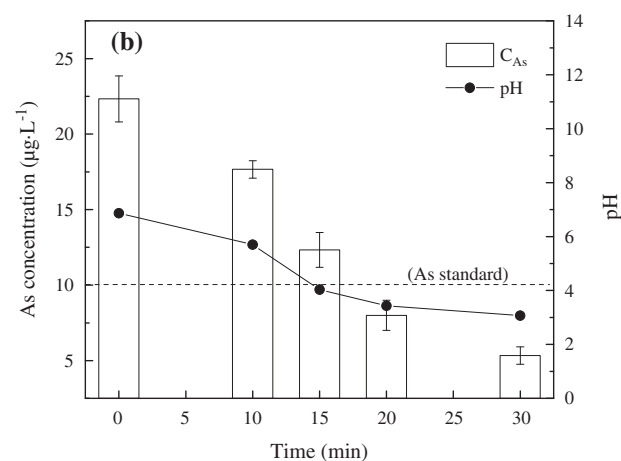 (b)
C_As
pH
(As standard)
As concentration (µg·L⁻¹)
25
20
15
10
5
pH
14
12
10
8
6
4
2
0
0 5 10 15 20 25 30
Time (min)